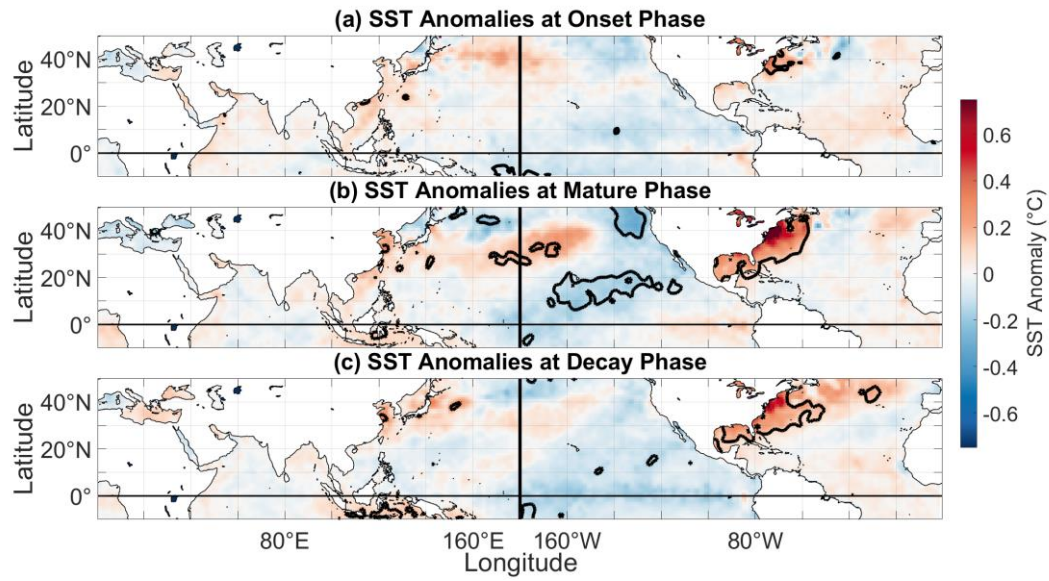 (a) SST Anomalies at Onset Phase
40°N
20°N
0°
Latitude
(b) SST Anomalies at Mature Phase
40°N
20°N
0°
Latitude
(c) SST Anomalies at Decay Phase
40°N
20°N
0°
Latitude
80°E 160°E 160°W 80°W
Longitude
0.6
0.4
0.2
0
-0.2
-0.4
-0.6
SST Anomaly (°C)